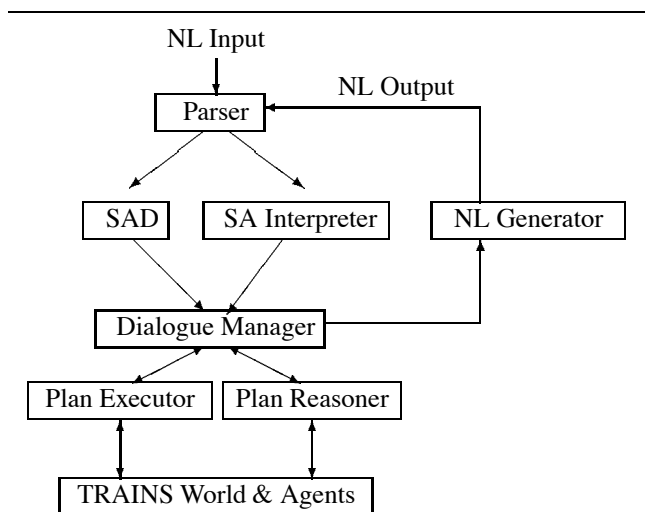 NL Input
NL Output
Parser
SAD
SA Interpreter
NL Generator
Dialogue Manager
Plan Executor
Plan Reasoner
TRAINS World & Agents